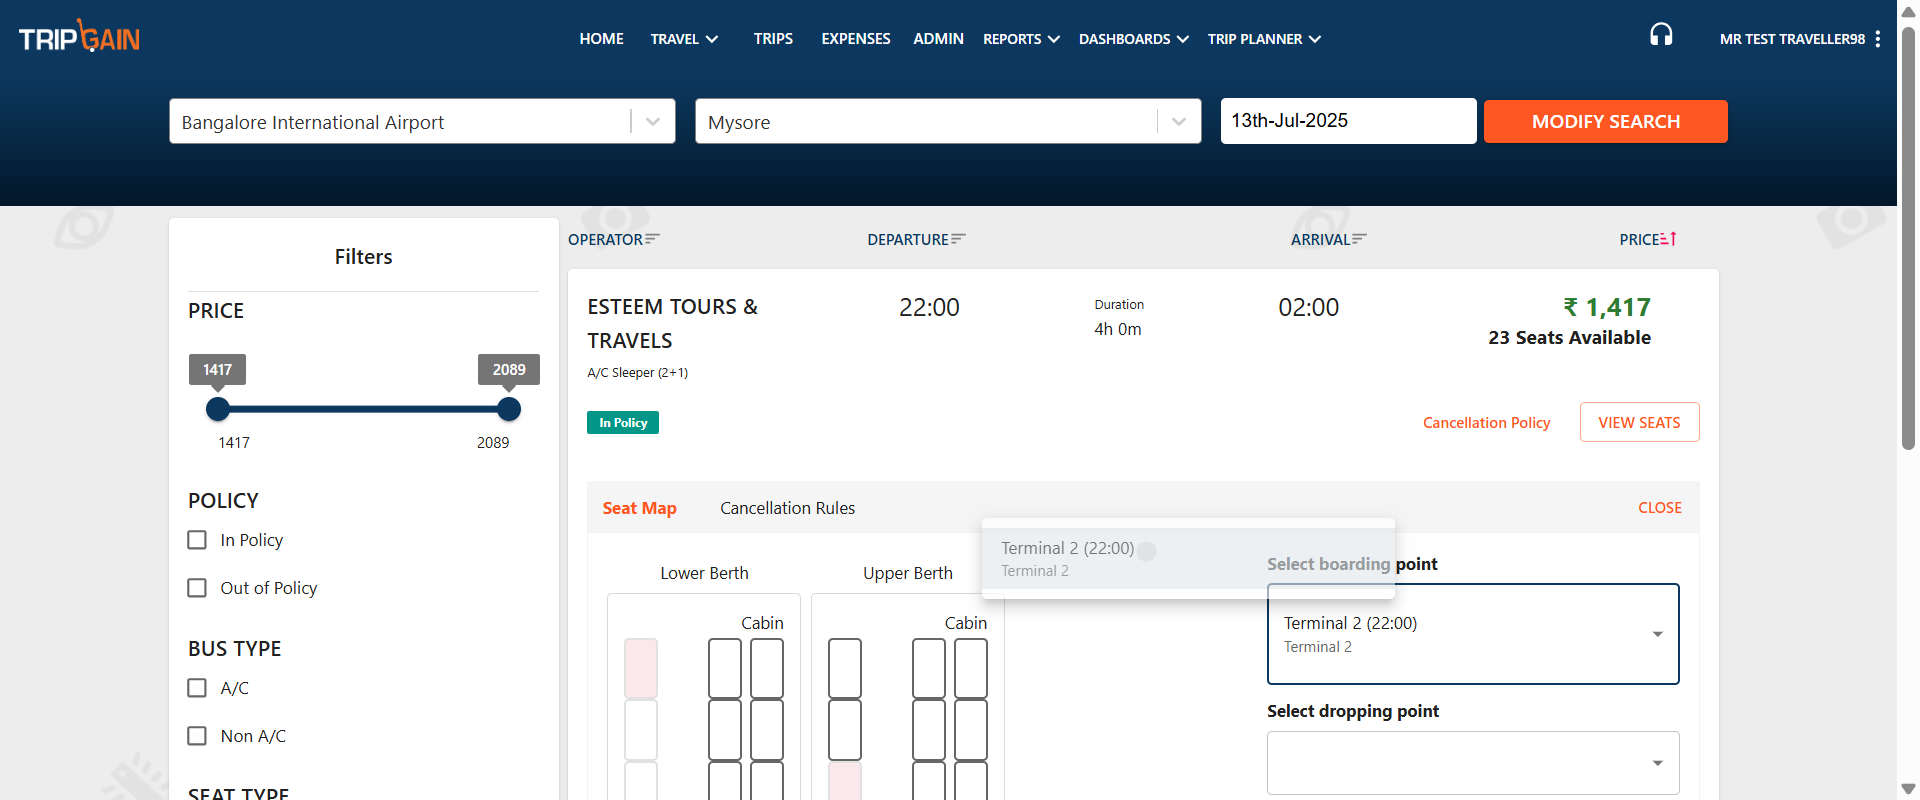 TRIPGAIN
HOME TRAVEL TRIPS EXPENSES ADMIN REPORTS DASHBOARDS TRIP PLANNER
MR TEST TRAVELLER98
Bangalore International Airport
Mysore
13th-Jul-2025
MODIFY SEARCH
Filters
PRICE
1417
2089
1417
2089
POLICY
In Policy
Out of Policy
BUS TYPE
A/C
Non A/C
SEAT TYPE
OPERATOR DEPARTURE ARRIVAL PRICE
ESTEEM TOURS &
TRAVELS
A/C Sleeper (2+1)
22:00
Duration
4h 0m
02:00
₹ 1,417
23 Seats Available
In Policy
Cancellation Policy
VIEW SEATS
Seat Map
Cancellation Rules
CLOSE
Terminal 2 (22:00)
Terminal 2
Lower Berth
Upper Berth
Cabin
Cabin
Select boarding point
Terminal 2 (22:00)
Terminal 2
Select dropping point